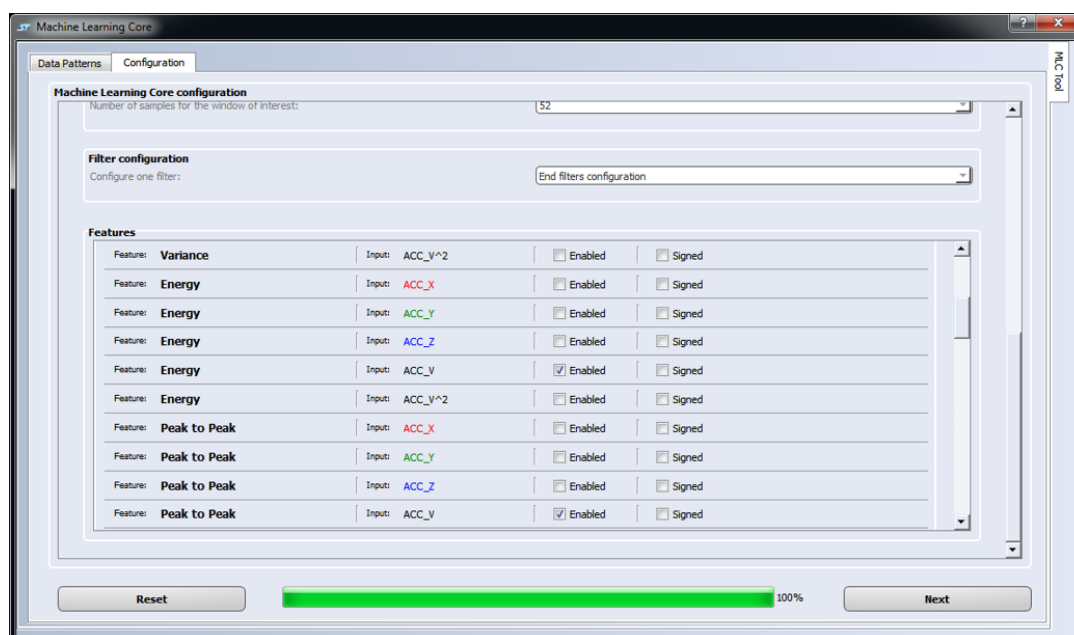 ST Machine Learning Core ? X
Data Patterns Configuration
MLC Tool
Machine Learning Core configuration
Number of samples for the window of interest: 52
Filter configuration
Configure one filter: End filters configuration
Features
Feature: Variance Input: ACC_V^2 Enabled Signed
Feature: Energy Input: ACC_X Enabled Signed
Feature: Energy Input: ACC_Y Enabled Signed
Feature: Energy Input: ACC_Z Enabled Signed
Feature: Energy Input: ACC_V Enabled Signed
Feature: Energy Input: ACC_V^2 Enabled Signed
Feature: Peak to Peak Input: ACC_X Enabled Signed
Feature: Peak to Peak Input: ACC_Y Enabled Signed
Feature: Peak to Peak Input: ACC_Z Enabled Signed
Feature: Peak to Peak Input: ACC_V Enabled Signed
Reset 100% Next